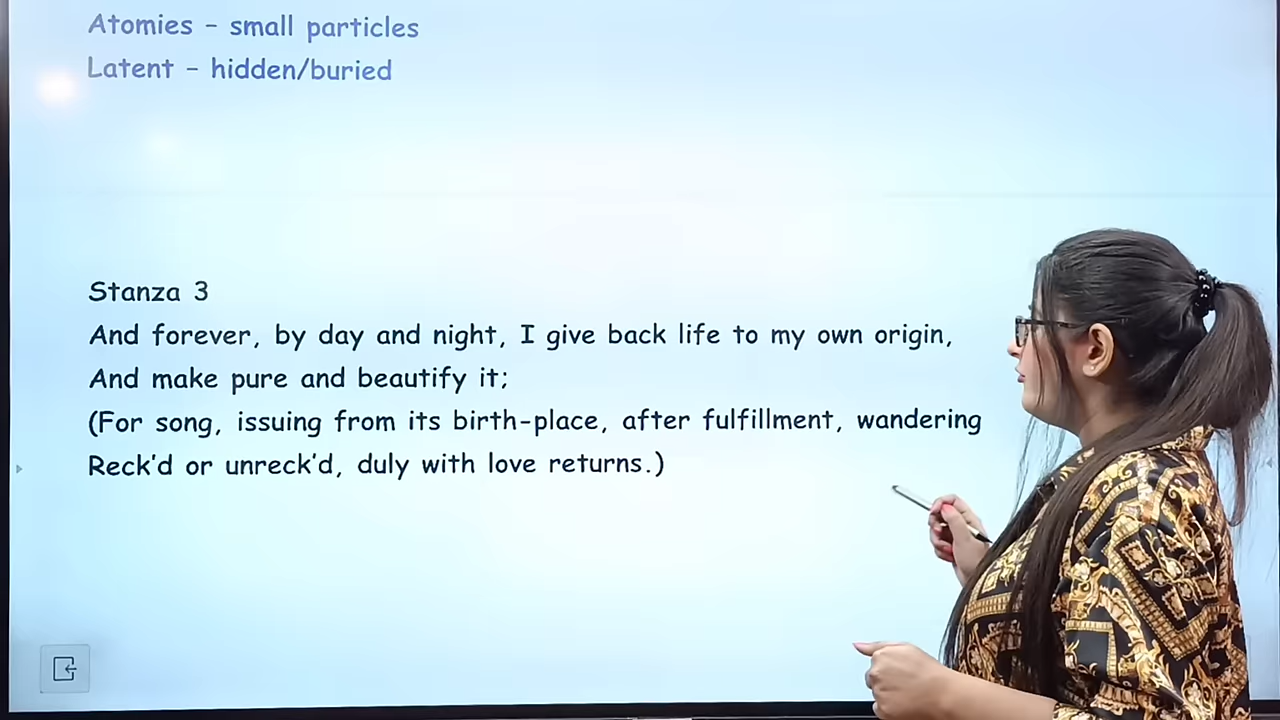 Atomies - small particles
Latent - hidden/buried
Stanza 3
And forever, by day and night, I give back life to my own origin,
And make pure and beautify it;
(For song, issuing from its birth-place, after fulfillment, wandering
Reck'd or unreck'd, duly with love returns.)